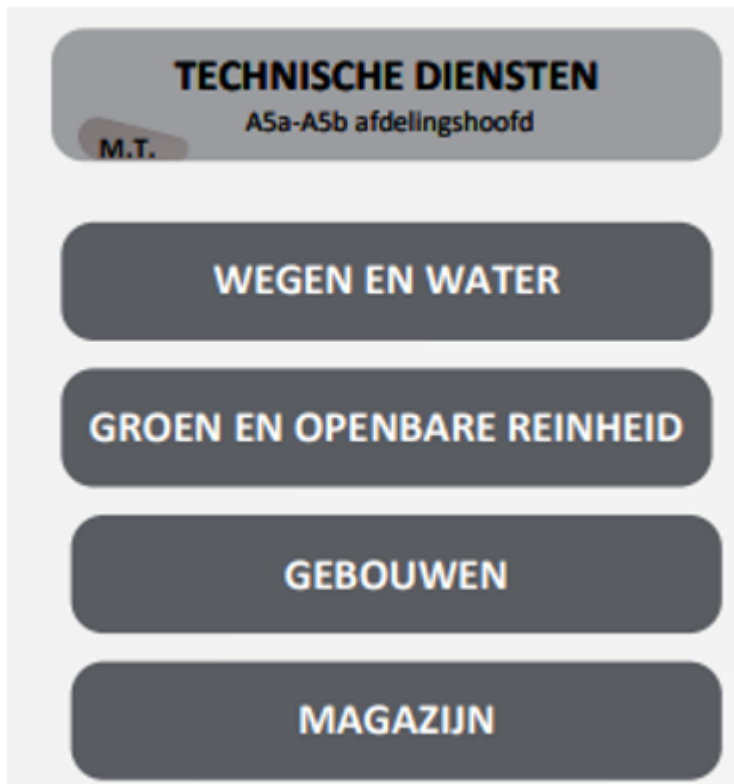 TECHNISCHE DIENSTEN
A5a-A5b afdelingshoofd
M.T.
WEGEN EN WATER
GROEN EN OPENBARE REINHEID
GEBOUWEN
MAGAZIJN